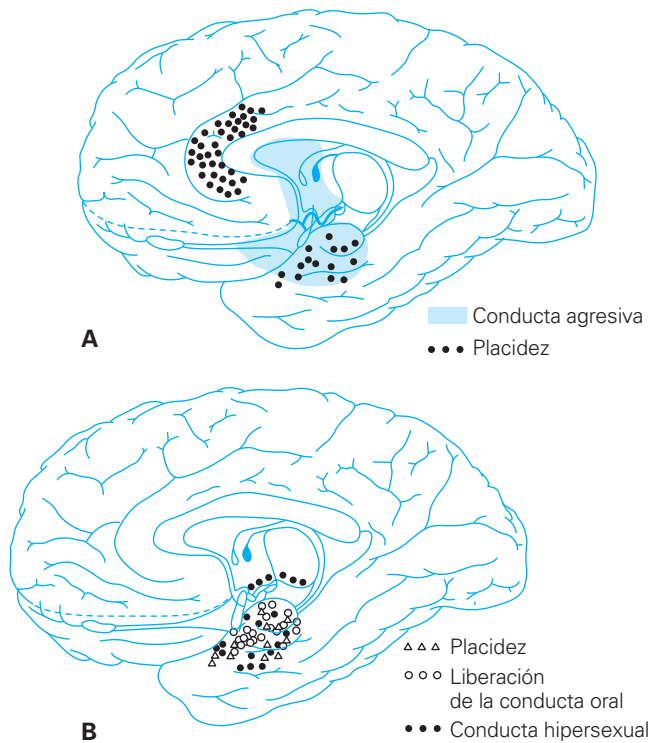 Conducta agresiva
A
Placidez
Placidez
Liberación
de la conducta oral
B
Conducta hipersexual